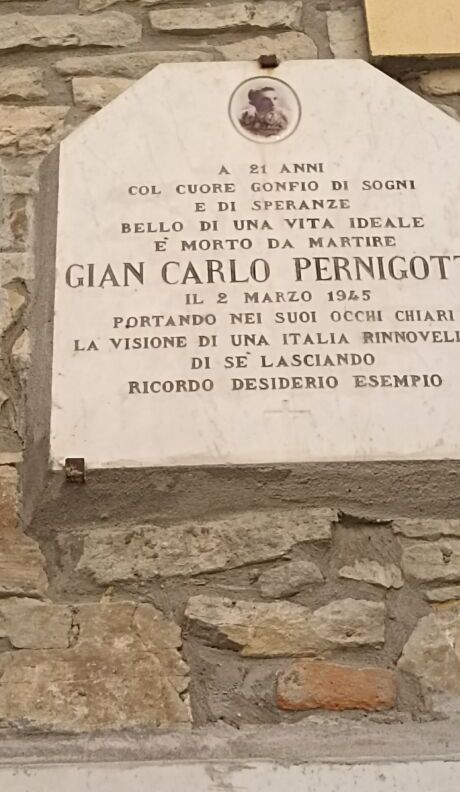 A 21 ANNI
COL CUORE GONFIO DI SOGNI
E DI SPERANZE
BELLO DI UNA VITA IDEALE
E' MORTO DA MARTIRE
GIAN CARLO PERNIGOTT
IL 2 MARZO 1945
PORTANDO NEI SUOI OCCHI CHIARI
LA VISIONE DI UNA ITALIA RINNOVELL
DI SE' LASCIANDO
RICORDO DESIDERIO ESEMPIO